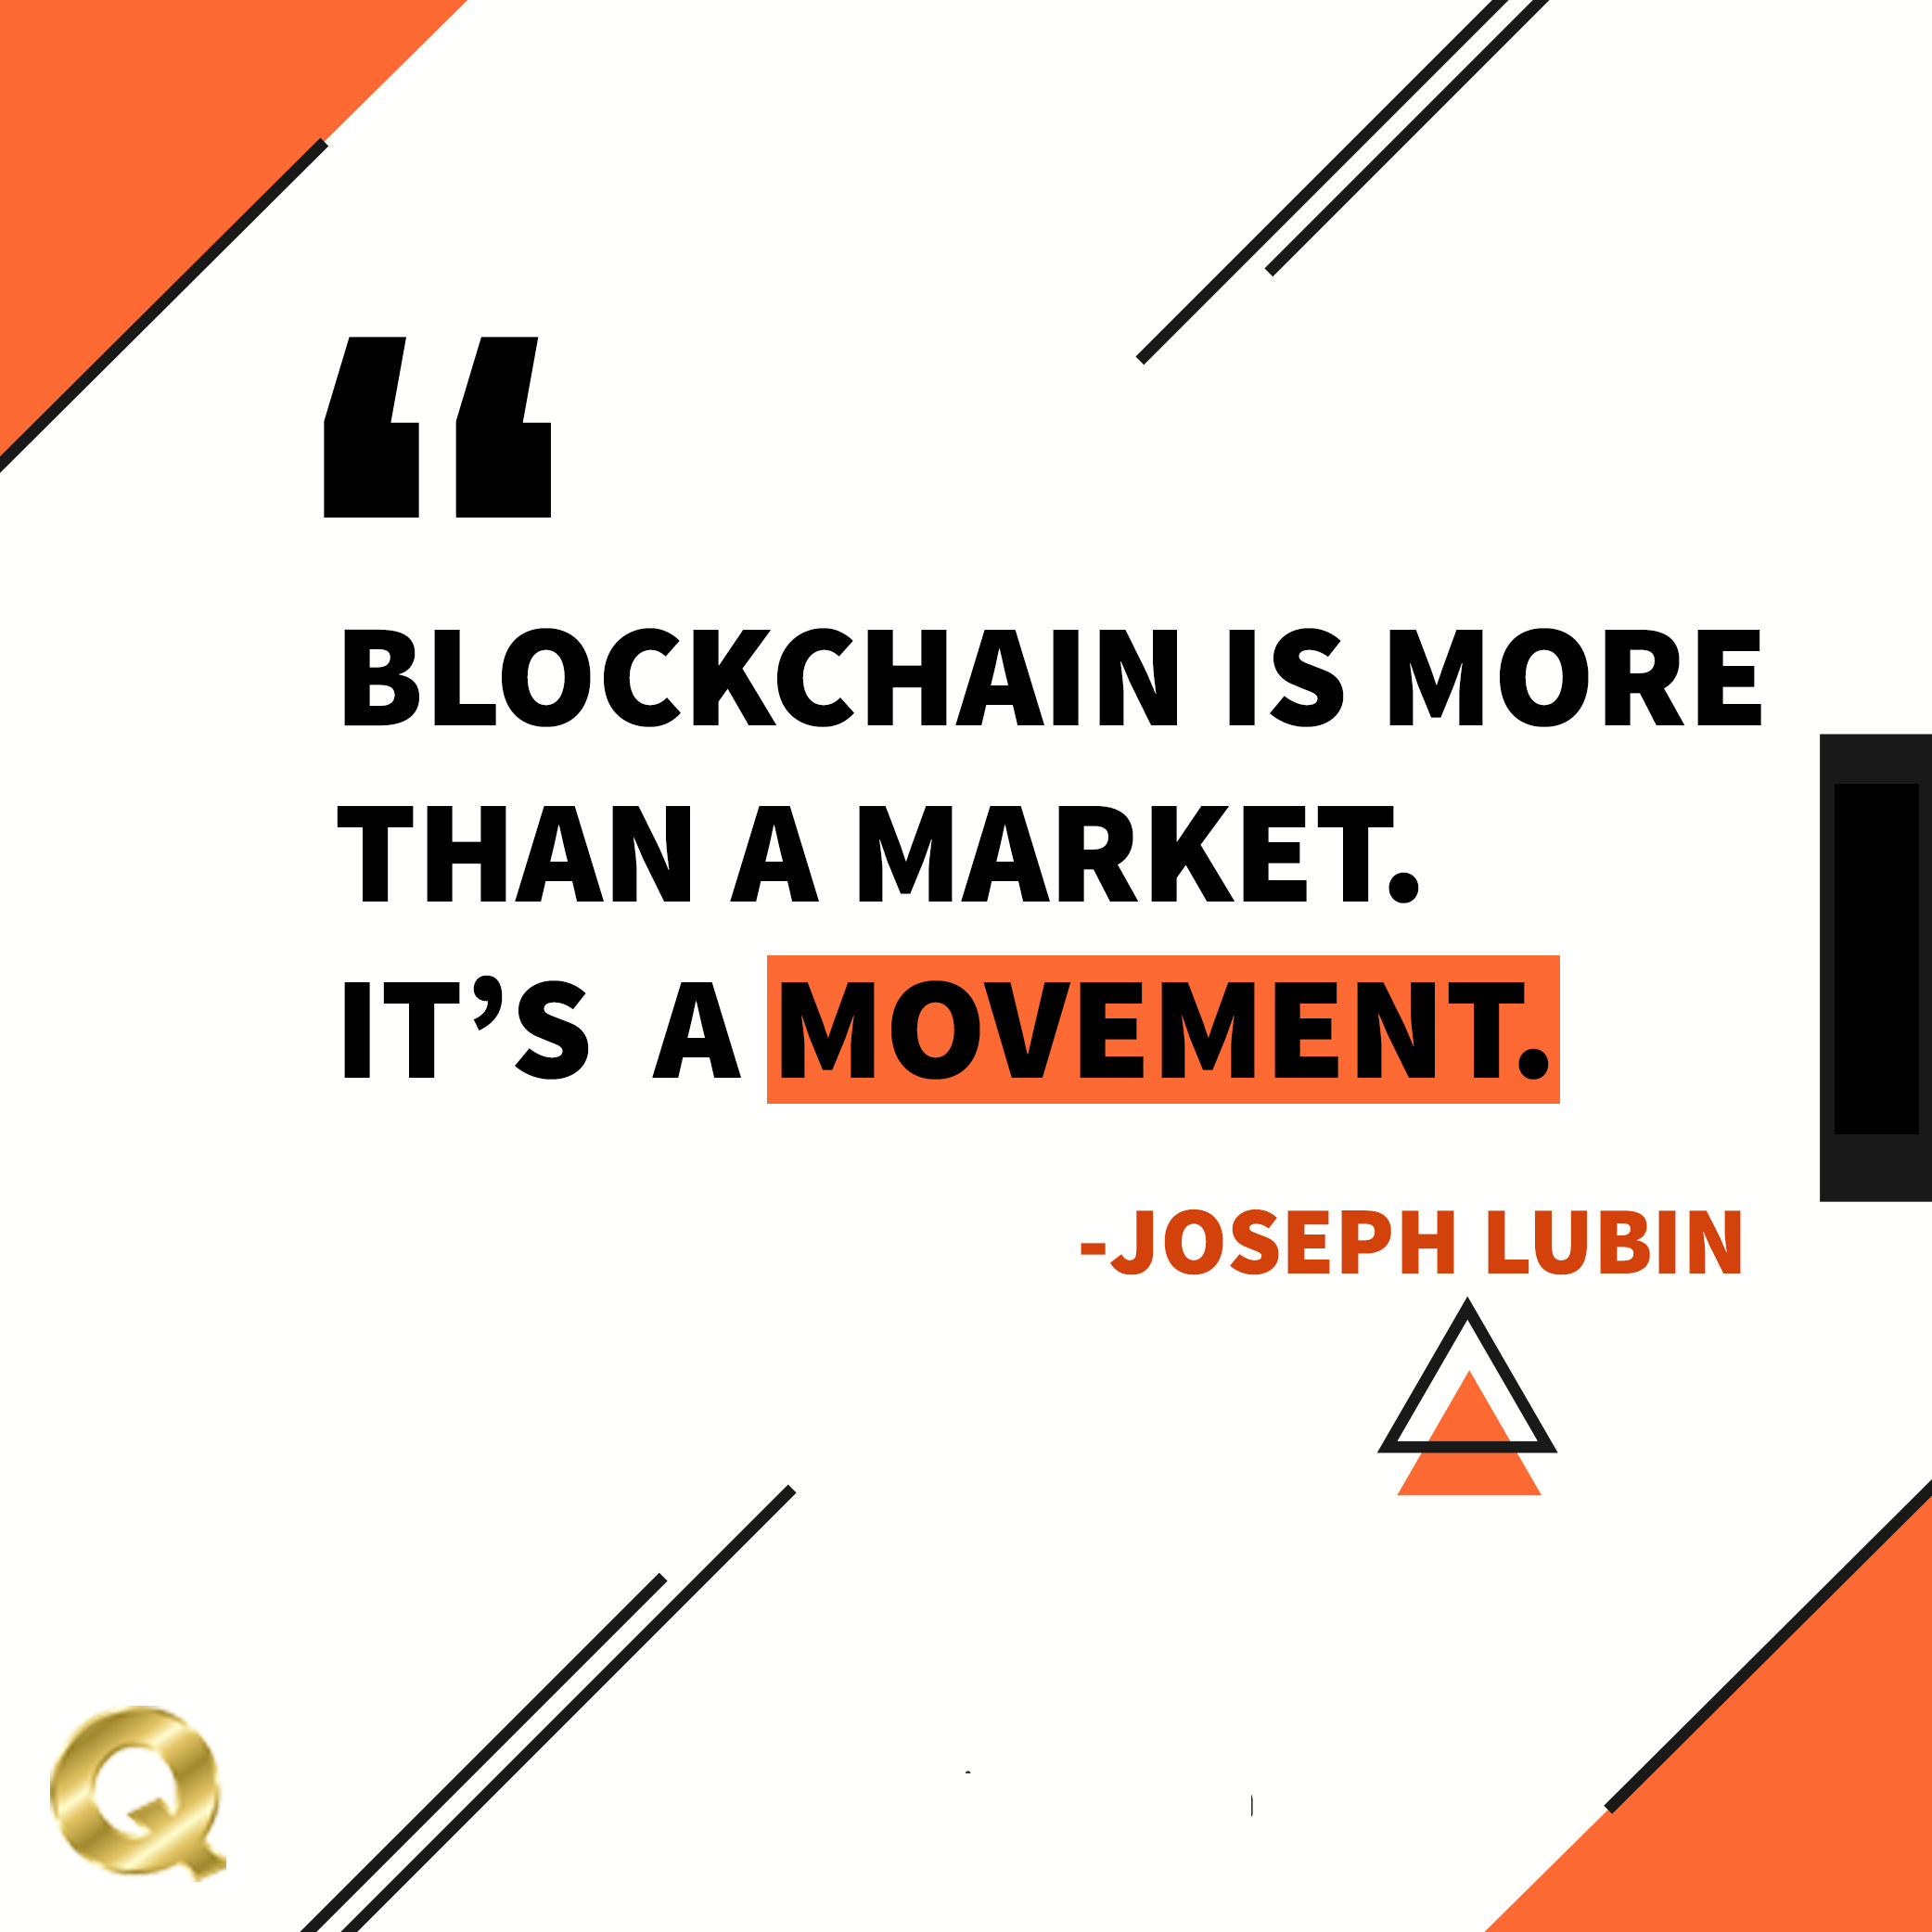 “
BLOCKCHAIN IS MORE
THAN A MARKET.
IT’S A MOVEMENT.
-JOSEPH LUBIN
Q